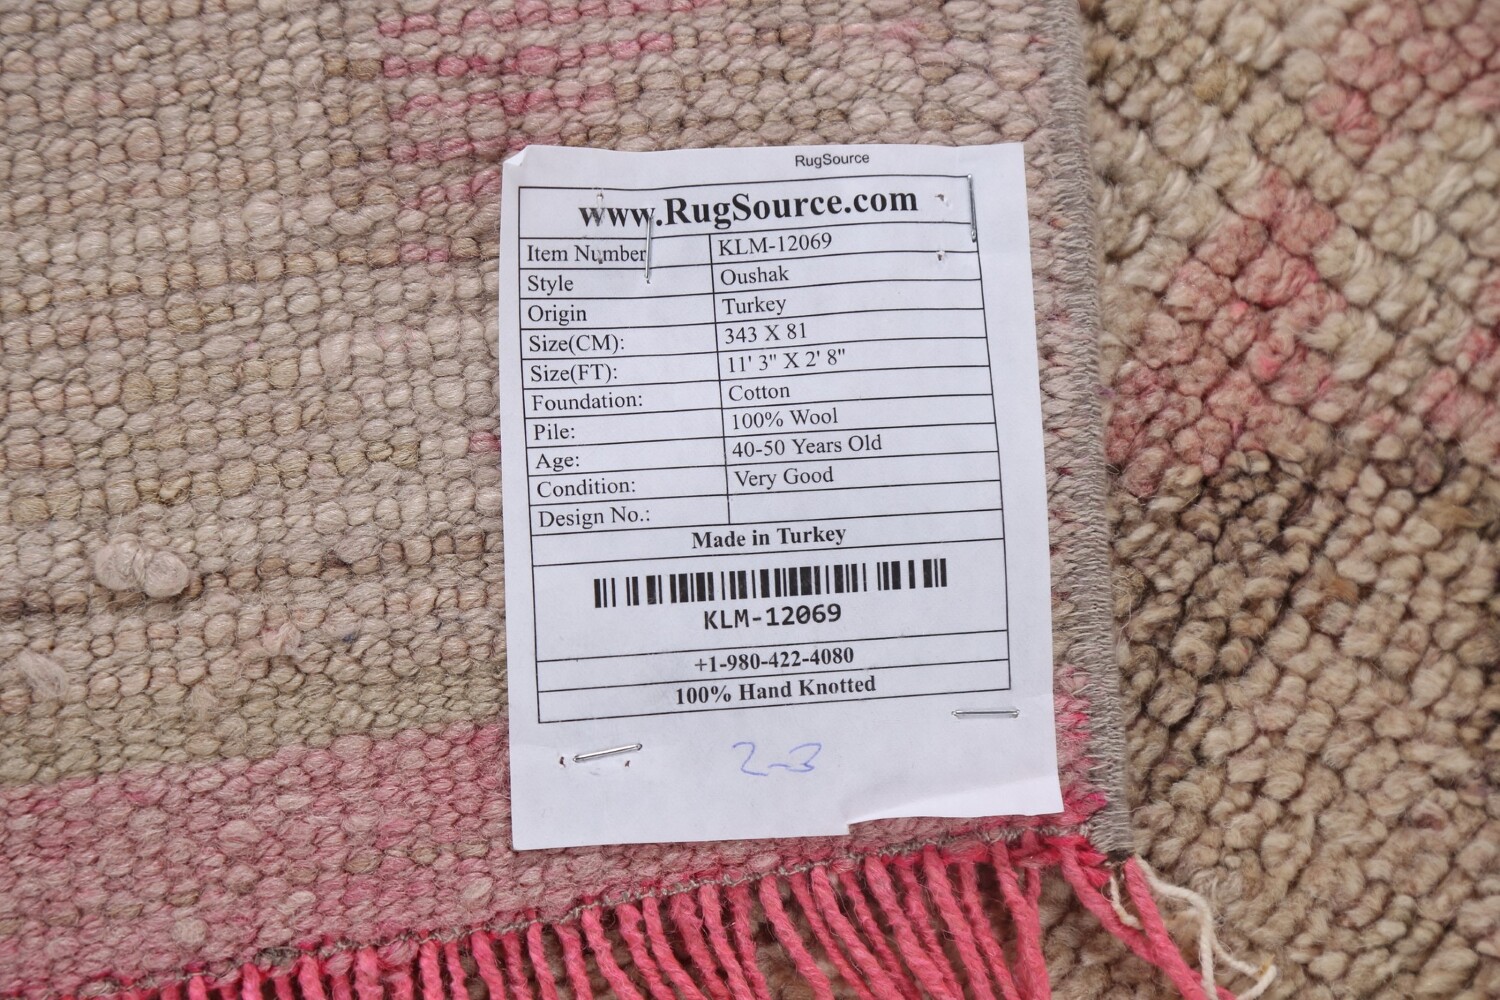 RugSource
www.RugSource.com
Item Number KLM-12069
Style Oushak
Origin Turkey
Size(CM): 343 X 81
Size(FT): 11' 3" X 2' 8"
Foundation: Cotton
Pile: 100% Wool
Age: 40-50 Years Old
Condition: Very Good
Design No.:
Made in Turkey
KLM-12069
+1-980-422-4080
100% Hand Knotted
2-3